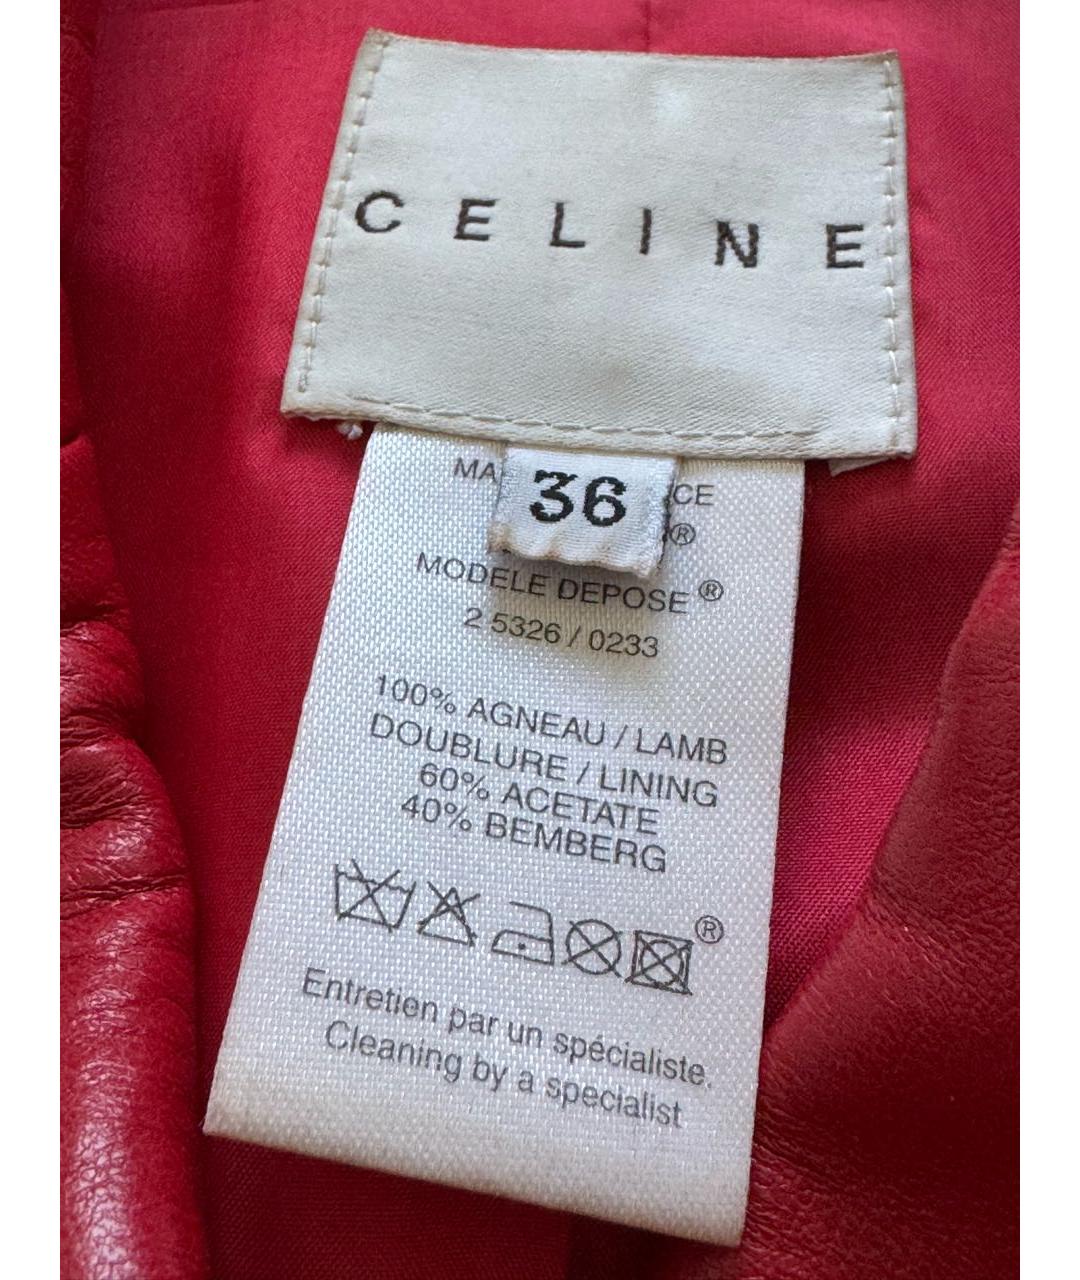 CELINE
36
MODELE DEPOSE ®
2 5326 / 0233
100% AGNEAU / LAMB
DOUBLURE / LINING
60% ACETATE
40% BEMBERG
®
Entretien par un spécialiste.
Cleaning by a specialist